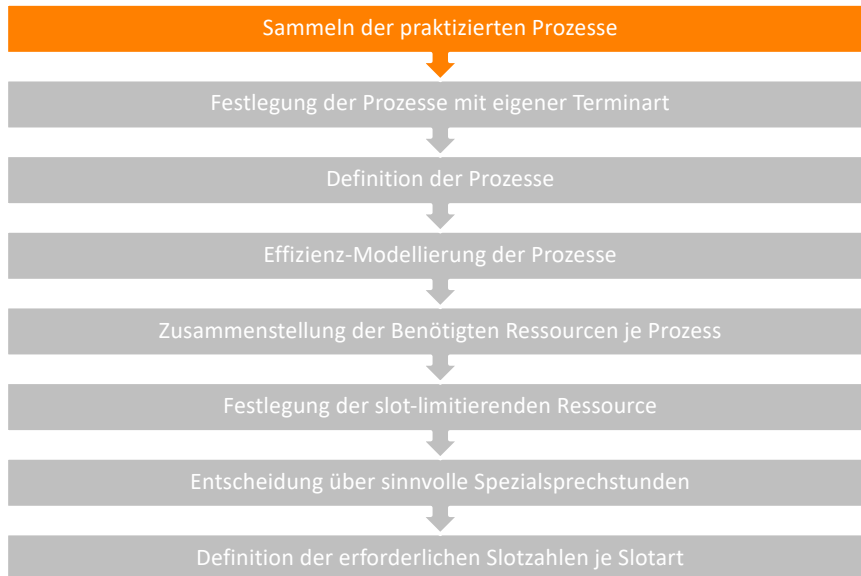 Sammeln der praktizierten Prozesse
Festlegung der Prozesse mit eigener Terminart
Definition der Prozesse
Effizienz-Modellierung der Prozesse
Zusammenstellung der Benötigten Ressourcen je Prozess
Festlegung der slot-limitierenden Ressource
Entscheidung über sinnvolle Spezialsprechstunden
Definition der erforderlichen Slotzahlen je Slotart